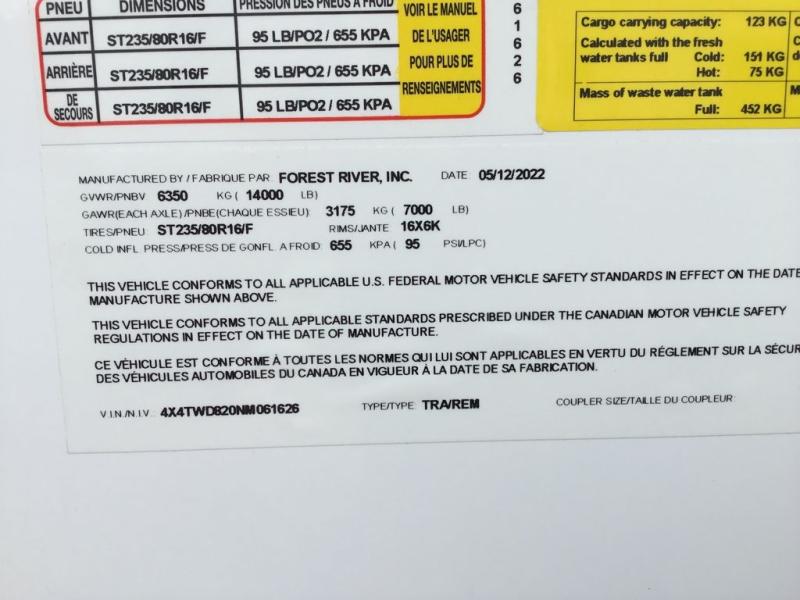 PNEU DIMENSIONS PRESSION DES PNEUS À FROID VOIR LE MANUEL
AVANT ST235/80R16/F 95 LB/PO2 / 655 KPA DE L'USAGER
ARRIÈRE ST235/80R16/F 95 LB/PO2 / 655 KPA POUR PLUS DE
DE SECOURS ST235/80R16/F 95 LB/PO2 / 655 KPA RENSEIGNEMENTS
6
1
6
2
6
Cargo carrying capacity: 123 KG
Calculated with the fresh
water tanks full Cold: 151 KG
Hot: 75 KG
Mass of waste water tank
Full: 452 KG
MANUFACTURED BY / FABRIQUE PAR: FOREST RIVER, INC. DATE: 05/12/2022
GVWR/PNBV 6350 KG ( 14000 LB)
GAWR(EACH AXLE) /PNBE(CHAQUE ESSIEU): 3175 KG ( 7000 LB)
TIRES/PNEU: ST235/80R16/F RIMS/JANTE: 16X6K
COLD INFL. PRESS/PRESS DE GONFL. A FROID: 655 KPA ( 95 PSI/LPC)
THIS VEHICLE CONFORMS TO ALL APPLICABLE U.S. FEDERAL MOTOR VEHICLE SAFETY STANDARDS IN EFFECT ON THE DATE
MANUFACTURE SHOWN ABOVE.
THIS VEHICLE CONFORMS TO ALL APPLICABLE STANDARDS PRESCRIBED UNDER THE CANADIAN MOTOR VEHICLE SAFETY
REGULATIONS IN EFFECT ON THE DATE OF MANUFACTURE.
CE VÉHICULE EST CONFORME À TOUTES LES NORMES QUI LUI SONT APPLICABLES EN VERTU DU RÉGLEMENT SUR LA SÉCUR
DES VÉHICULES AUTOMOBILES DU CANADA EN VIGUEUR À LA DATE DE SA FABRICATION.
V.I.N./N.I.V.: 4X4TWD820NM061626 TYPE/TYPE: TRA/REM COUPLER SIZE/TAILLE DU COUPLEUR: